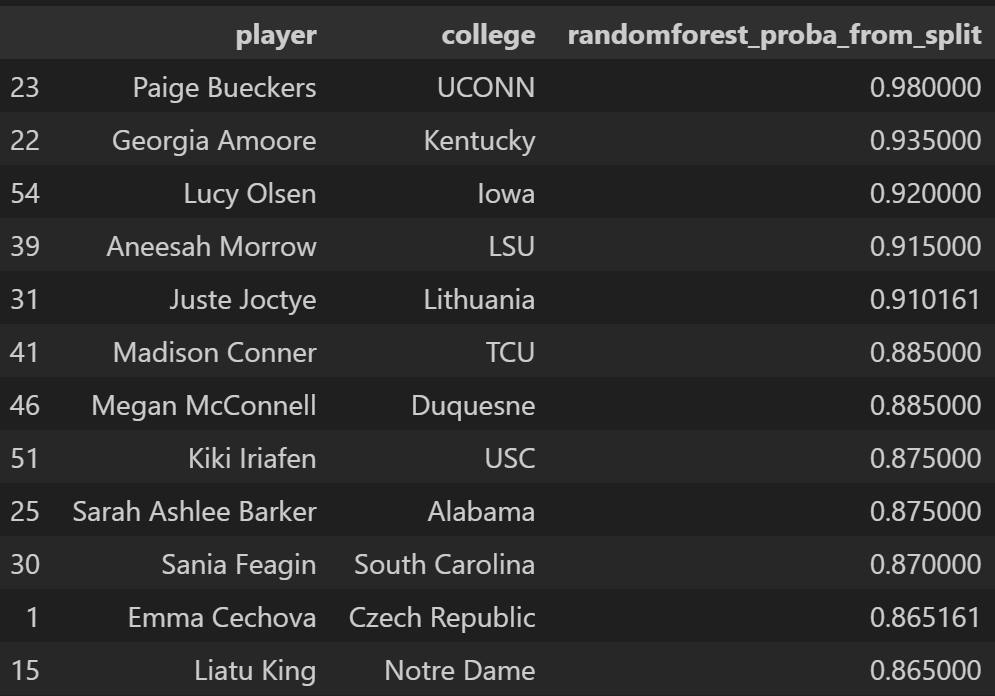 player college randomforest_proba_from_split
23 Paige Bueckers UCONN 0.980000
22 Georgia Amoore Kentucky 0.935000
54 Lucy Olsen Iowa 0.920000
39 Aneesah Morrow LSU 0.915000
31 Juste Joctye Lithuania 0.910161
41 Madison Conner TCU 0.885000
46 Megan McConnell Duquesne 0.885000
51 Kiki Iriafen USC 0.875000
25 Sarah Ashlee Barker Alabama 0.875000
30 Sania Feagin South Carolina 0.870000
1 Emma Cechova Czech Republic 0.865161
15 Liatu King Notre Dame 0.865000